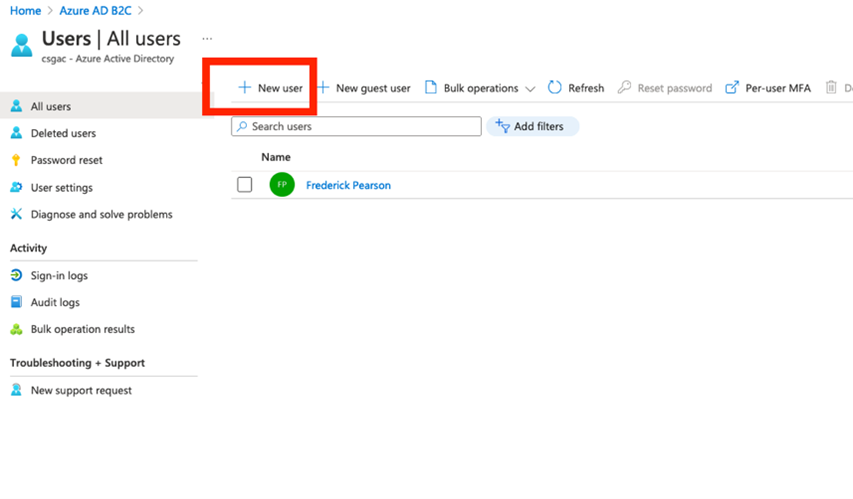 Home > Azure AD B2C >
Users | All users ...
csgac - Azure Active Directory
+ New user + New guest user Bulk operations Refresh Reset password Per-user MFA
Search users Add filters
All users
Deleted users
Password reset
User settings
Diagnose and solve problems
Activity
Sign-in logs
Audit logs
Bulk operation results
Troubleshooting + Support
New support request
Name
FP Frederick Pearson